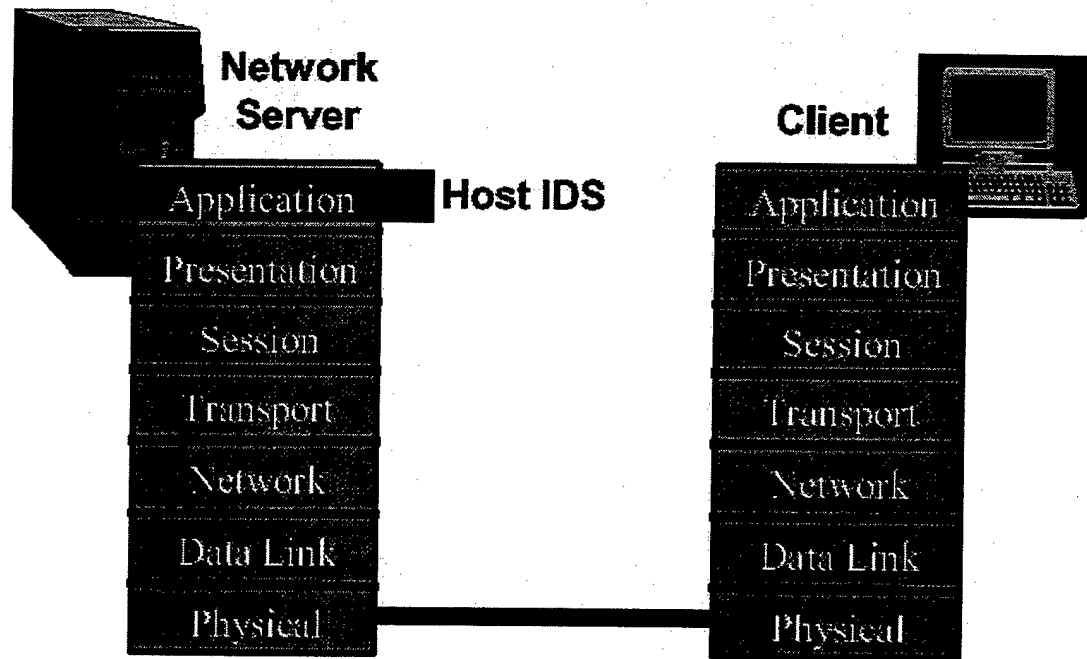 Network
Server
Client
Host IDS
Application
Presentation
Session
Transport
Network
Data Link
Physical
Application
Presentation
Session
Transport
Network
Data Link
Physical